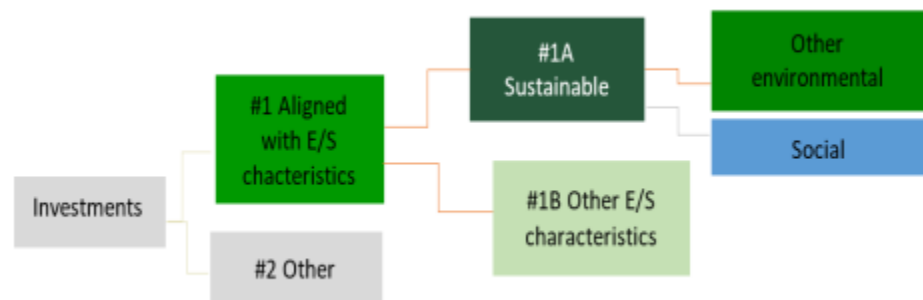 Investments
#1 Aligned
with E/S
chacteristics
#2 Other
#1A
Sustainable
#1B Other E/S
characteristics
Other
environmental
Social